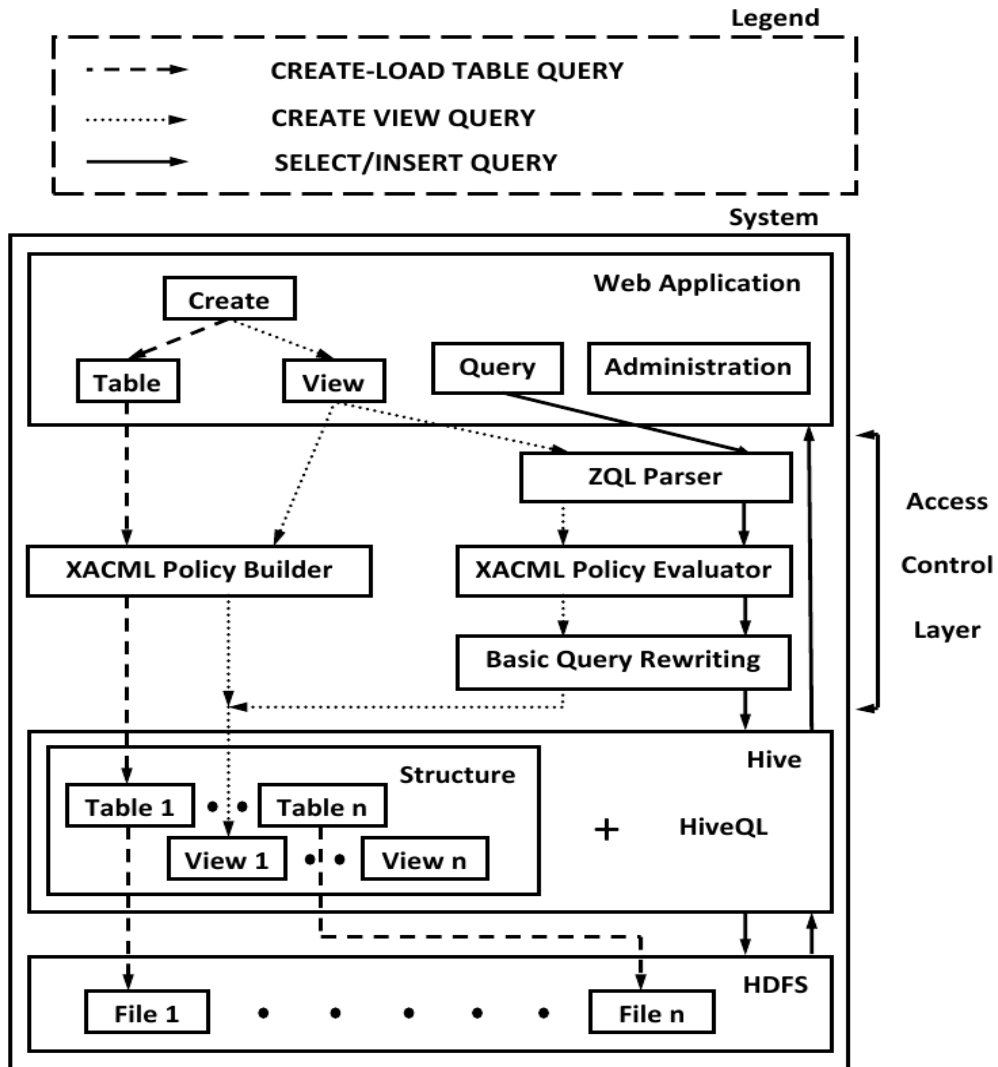 Legend
CREATE-LOAD TABLE QUERY
CREATE VIEW QUERY
SELECT/INSERT QUERY
System
Web Application
Create
Table
View
Query
Administration
ZQL Parser
Access
Control
Layer
XACML Policy Builder
XACML Policy Evaluator
Basic Query Rewriting
Hive
Structure
Table 1
Table n
View 1
View n
+
HiveQL
HDFS
File 1
File n